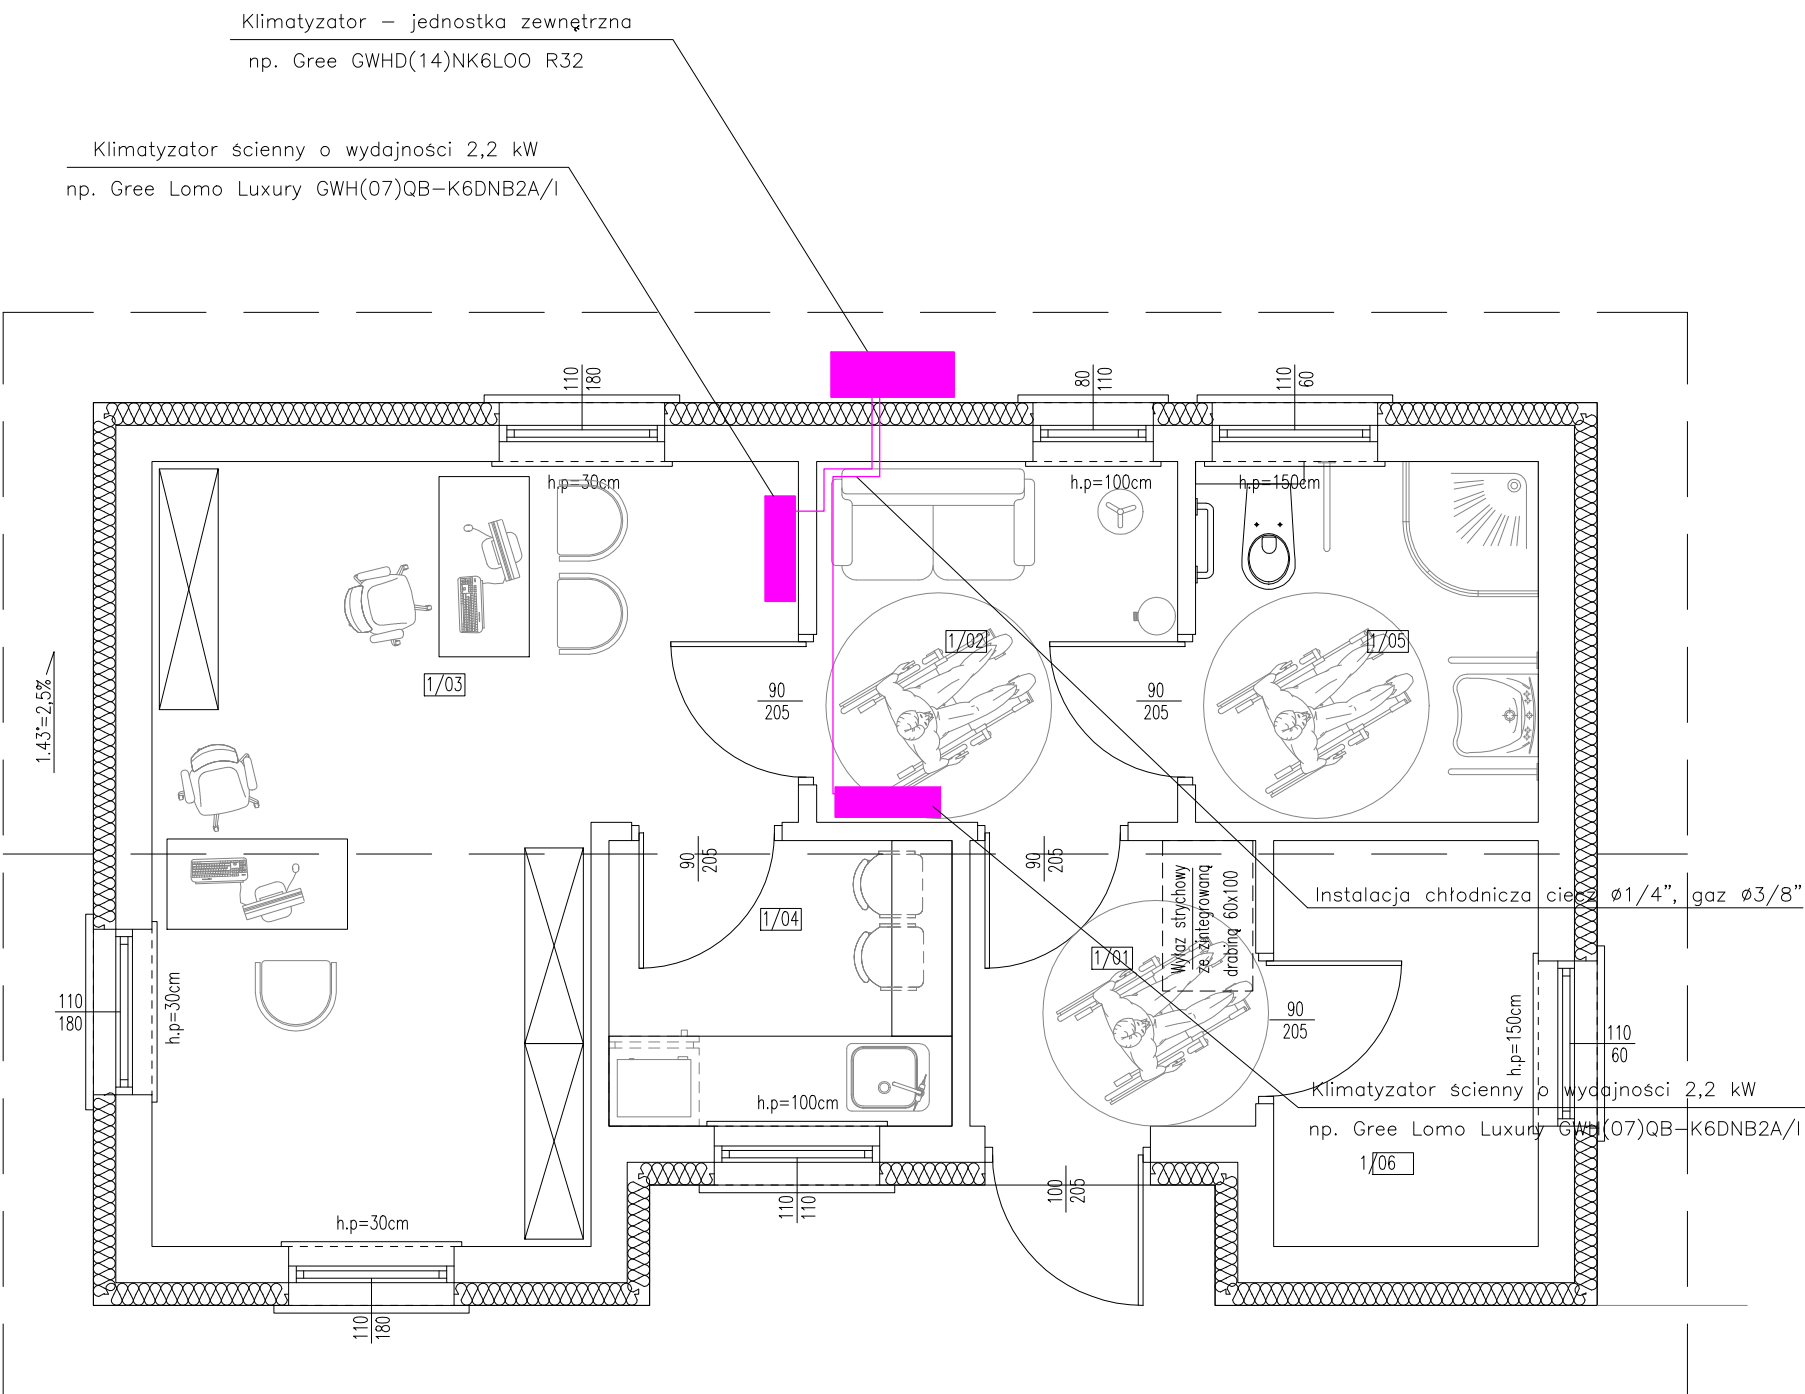 Klimatyzator – jednostka zewnętrzna
np. Gree GWHD(14)NK6LOO R32
Klimatyzator ścienny o wydajności 2,2 kW
np. Gree Lomo Luxury GWH(07)QB–K6DNB2A/I
110
180
80
110
110
60
h.p=30cm
h.p=100cm
h.p=150cm
1/02
1/05
1/03
90
205
90
205
1.43°=2,5%
90
205
90
205
Wyłaz strychowy
ze zintegrowaną
drabiną 60x100
Instalacja chłodnicza ciecz ø1/4", gaz ø3/8"
1/04
1/01
110
180
h.p=30cm
90
205
h.p=150cm
110
60
h.p=100cm
Klimatyzator ścienny o wydajności 2,2 kW
np. Gree Lomo Luxury GWH(07)QB–K6DNB2A/I
1/06
110
110
100
205
h.p=30cm
110
180